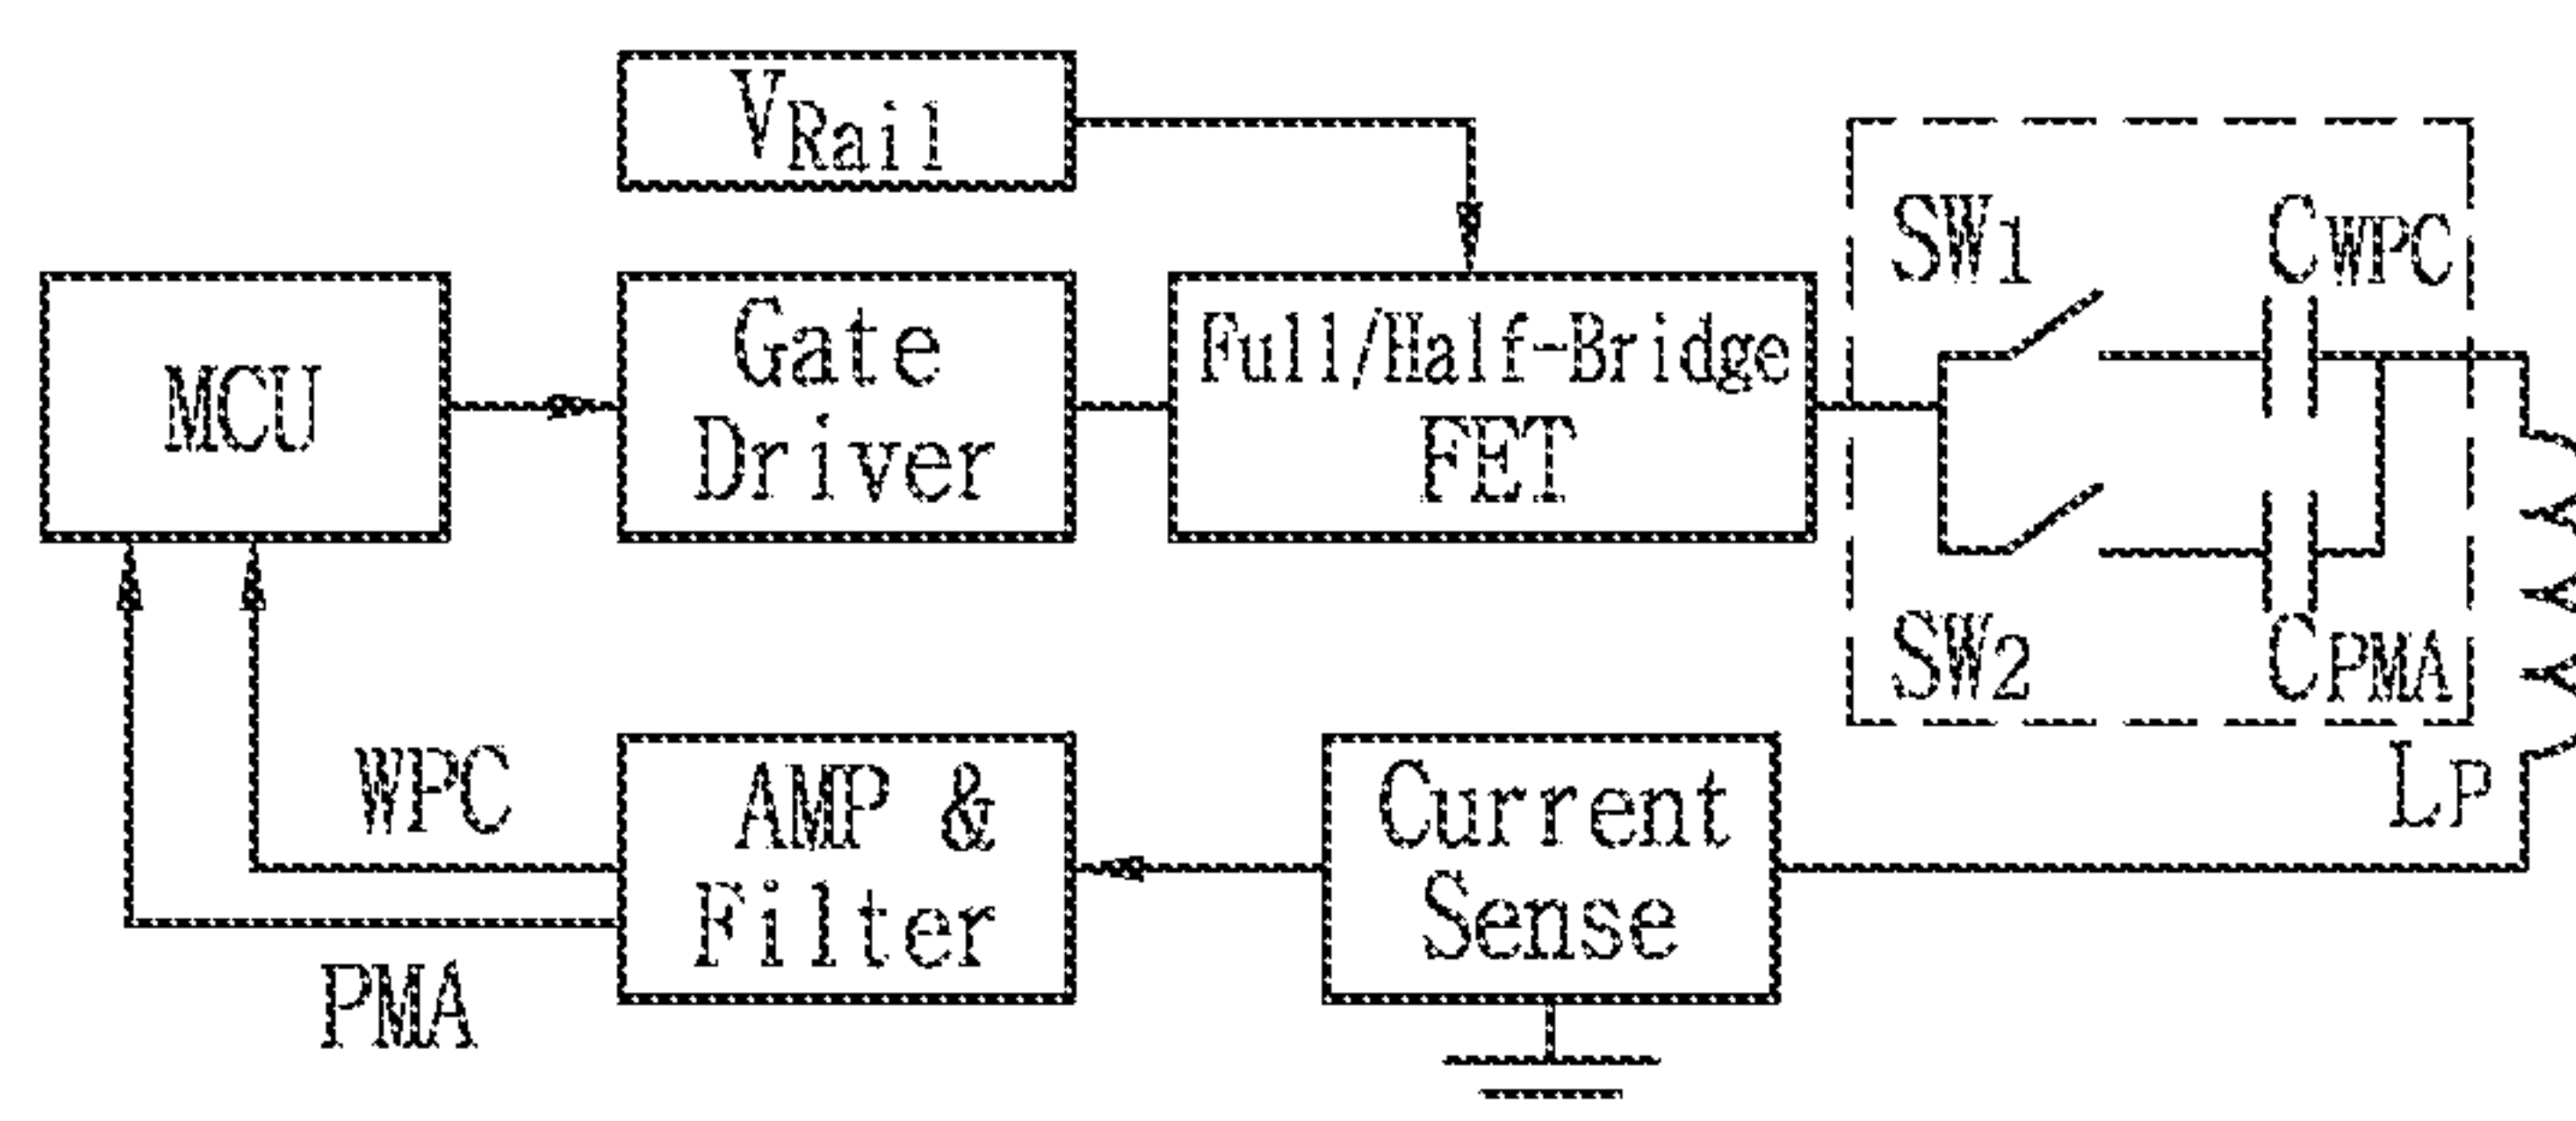 VRail
SW1
CWPC
MCU
Gate
Driver
Full/Half-Bridge
FET
SW2
CPMA
LP
WPC
PMA
AMP &
Filter
Current
Sense